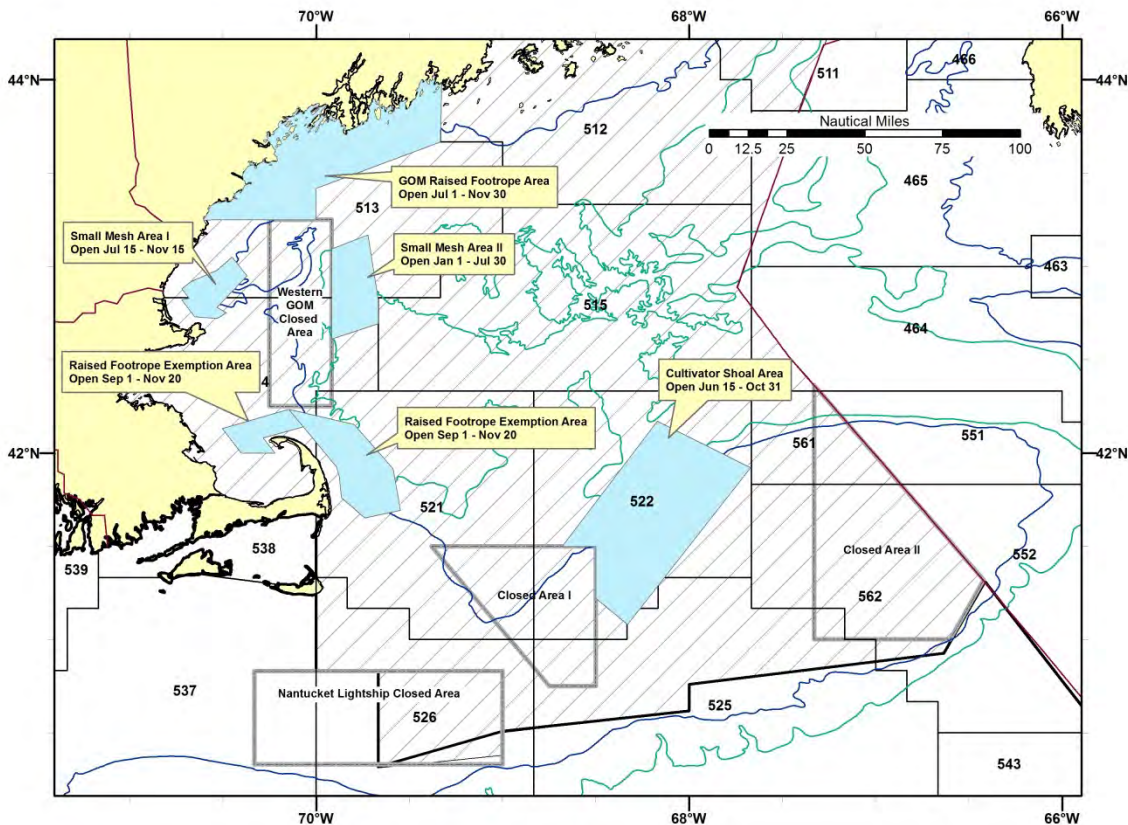 70°W
68°W
66°W
44°N
44°N
466
511
Nautical Miles
0 12.5 25 50 75 100
512
465
GOM Raised Footrope Area
Open Jul 1 - Nov 30
513
Small Mesh Area I
Open Jul 15 - Nov 15
Small Mesh Area II
Open Jan 1 - Jul 30
463
Western
GOM
Closed
Area
515
464
Raised Footrope Exemption Area
Open Sep 1 - Nov 20
4
Cultivator Shoal Area
Open Jun 15 - Oct 31
Raised Footrope Exemption Area
Open Sep 1 - Nov 20
561
551
42°N
42°N
521
522
538
539
Closed Area II
552
Closed Area I
562
537
Nantucket Lightship Closed Area
526
525
543
70°W
68°W
66°W